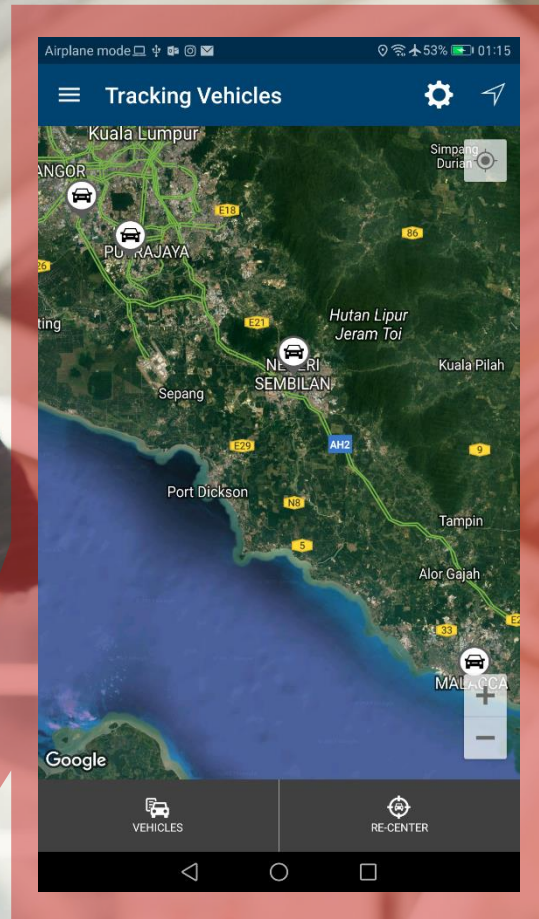 Airplane mode 53% 01:15
Tracking Vehicles
Kuala Lumpur
Simpang
Durian
ANGOR
E18
86
PUTRAJAYA
26
Hutan Lipur
Jeram Toi
ting
E21
NEGERI
SEMBILAN
Kuala Pilah
Sepang
E29
AH2
9
Port Dickson
N8
Tampin
5
Alor Gajah
E2
33
MALACCA
+
−
Google
VEHICLES
RE-CENTER